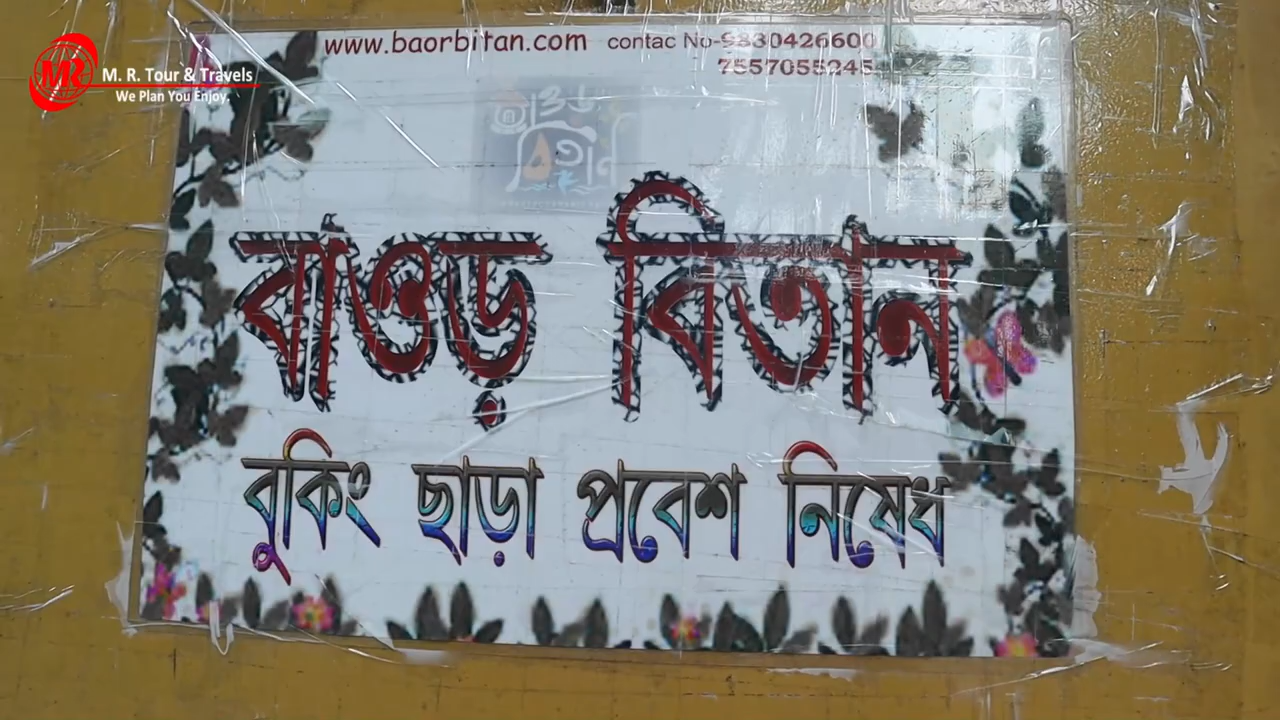 M. R. Tour & Travels
We Plan You Enjoy.
www.baorbitan.com contac No-9830426600
7557055245
বাওড় বিতান
বুকিং ছাড়া প্রবেশ নিষেধ